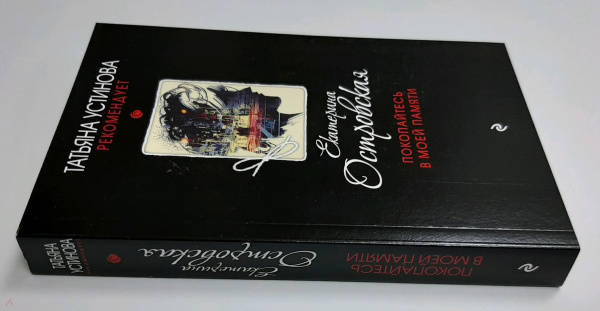 ТАТЬЯНА УСТИНОВА
РЕКОМЕНДУЕТ
Екатерина
Островская
ПОКОПАЙТЕСЬ
В МОЕЙ ПАМЯТИ
ТАТЬЯНА
УСТИНОВА
Екатерина
Островская
ПОКОПАЙТЕСЬ
В МОЕЙ ПАМЯТИ